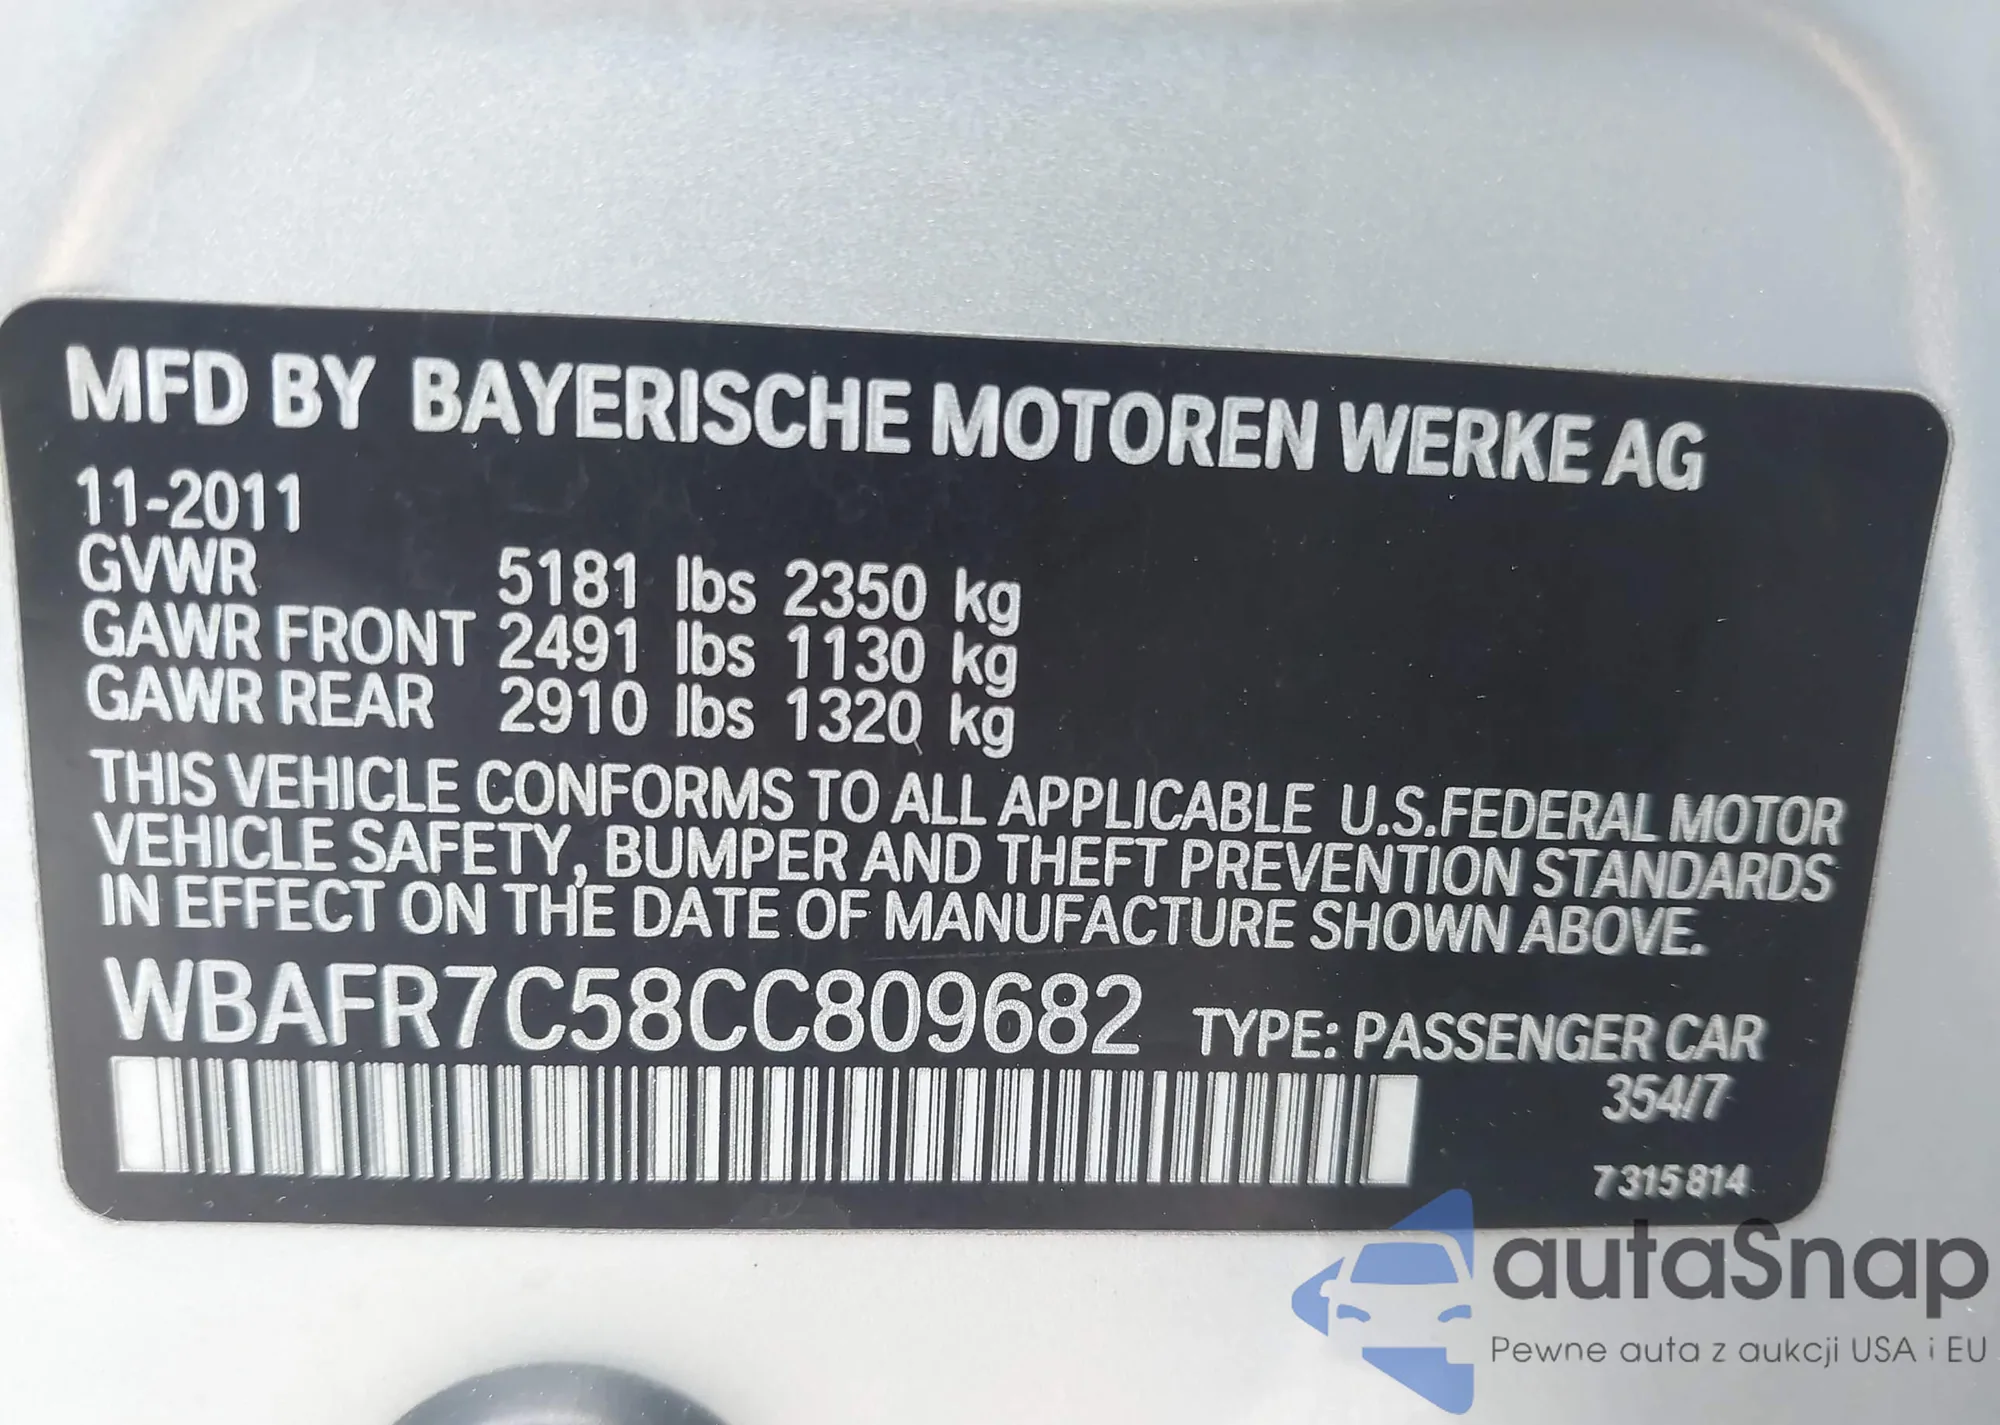 MFD BY BAYERISCHE MOTOREN WERKE AG
11-2011
GVWR 5181 lbs 2350 kg
GAWR FRONT 2491 lbs 1130 kg
GAWR REAR 2910 lbs 1320 kg
THIS VEHICLE CONFORMS TO ALL APPLICABLE U.S.FEDERAL MOTOR
VEHICLE SAFETY, BUMPER AND THEFT PREVENTION STANDARDS
IN EFFECT ON THE DATE OF MANUFACTURE SHOWN ABOVE.
WBAFR7C58CC809682 TYPE: PASSENGER CAR
354/7
7 315 814
autaSnap
Pewne auta z aukcji USA i EU